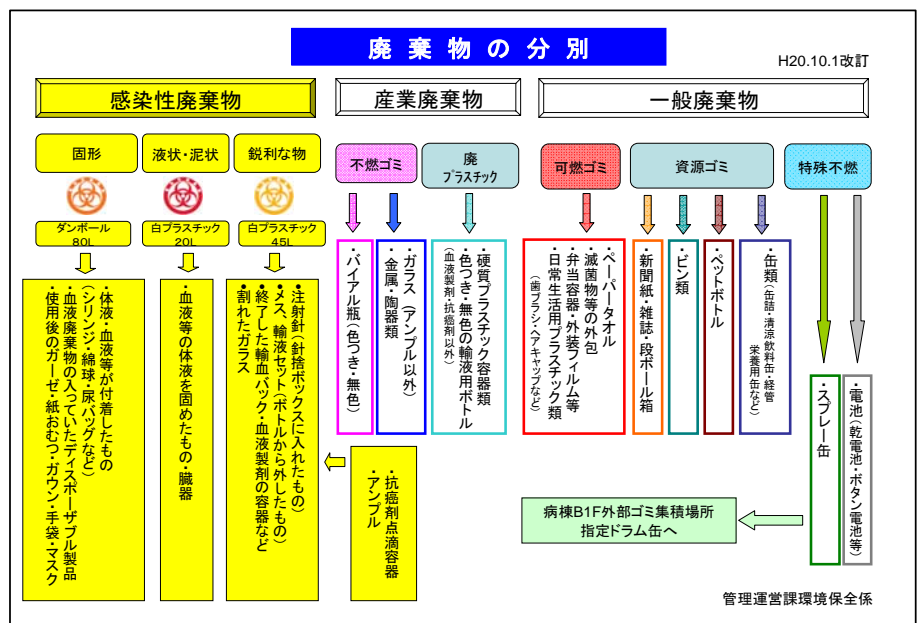 廃棄物の分別
H20.10.1改訂
感染性廃棄物
産業廃棄物
一般廃棄物
固形
液状・泥状
鋭利な物
不燃ゴミ
廃
プラスチック
可燃ゴミ
資源ゴミ
特殊不燃
ダンボール
80L
白プラスチック
20L
白プラスチック
45L
・体液・血液等が付着したもの
(シリンジ・綿球・尿バッグなど)
・血液廃棄物の入っていたディスポーザブル製品
・使用後のガーゼ・紙おむつ・ガウン・手袋・マスク
・血液等の体液を固めたもの・臓器
・注射針(針捨ボックスに入れたもの)
・メス、輸液セット(ボトルから外したもの)
・終了した輸血バック・血液製剤の容器など
・割れたガラス
・抗癌剤点滴容器
・アンプル
・バイアル瓶(色つき・無色)
・ガラス(アンプル以外)
・金属・陶器類
・硬質プラスチック容器類
・色つき・無色の輸液用ボトル
(血液製剤・抗癌剤以外)
・ペーパータオル
・滅菌物等の外包
・弁当容器・外装フィルム等
・日常生活用プラスチック類
(歯ブラシ・ヘアキャップなど)
・新聞紙・雑誌・段ボール箱
・ビン類
・ペットボトル
・缶類(缶詰・清涼飲料缶・経管
栄養用缶など)
・スプレー缶
・電池(乾電池・ボタン電池等)
病棟B1F外部ゴミ集積場所
指定ドラム缶へ
管理運営課環境保全係